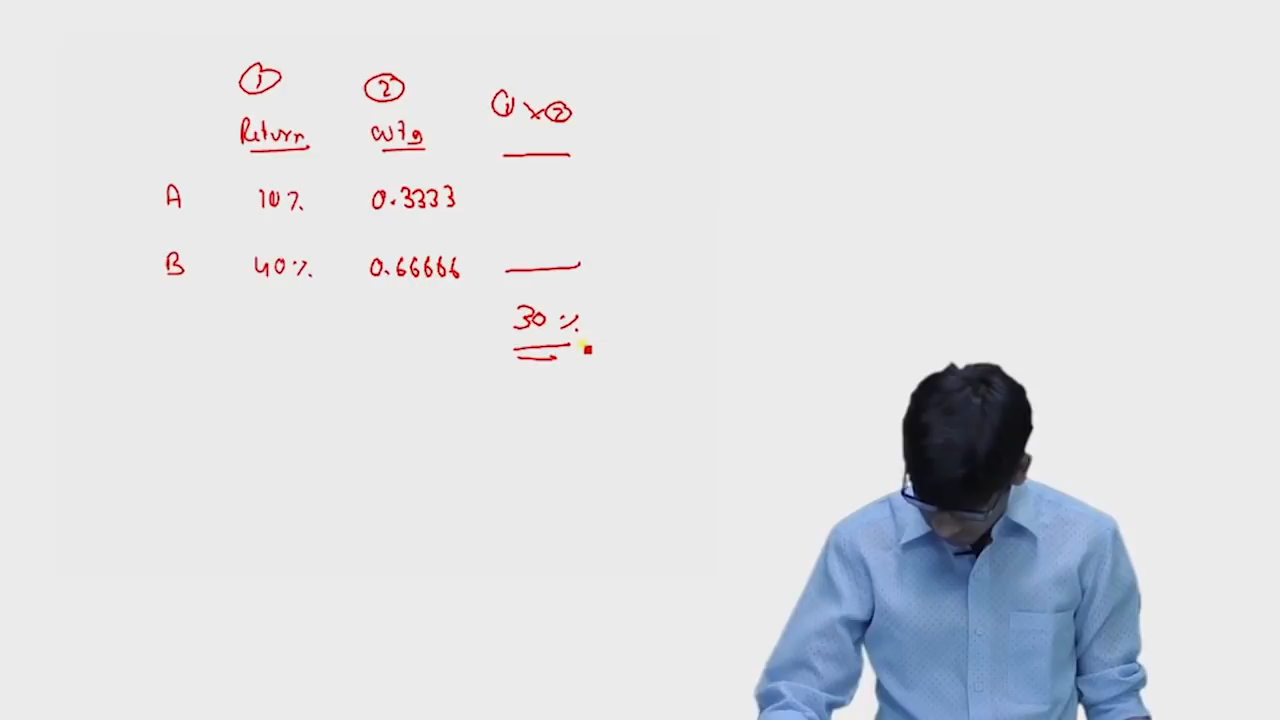 ① ② ① × ②
Return wtg
A 10% 0.3333
B 40% 0.66666
30%